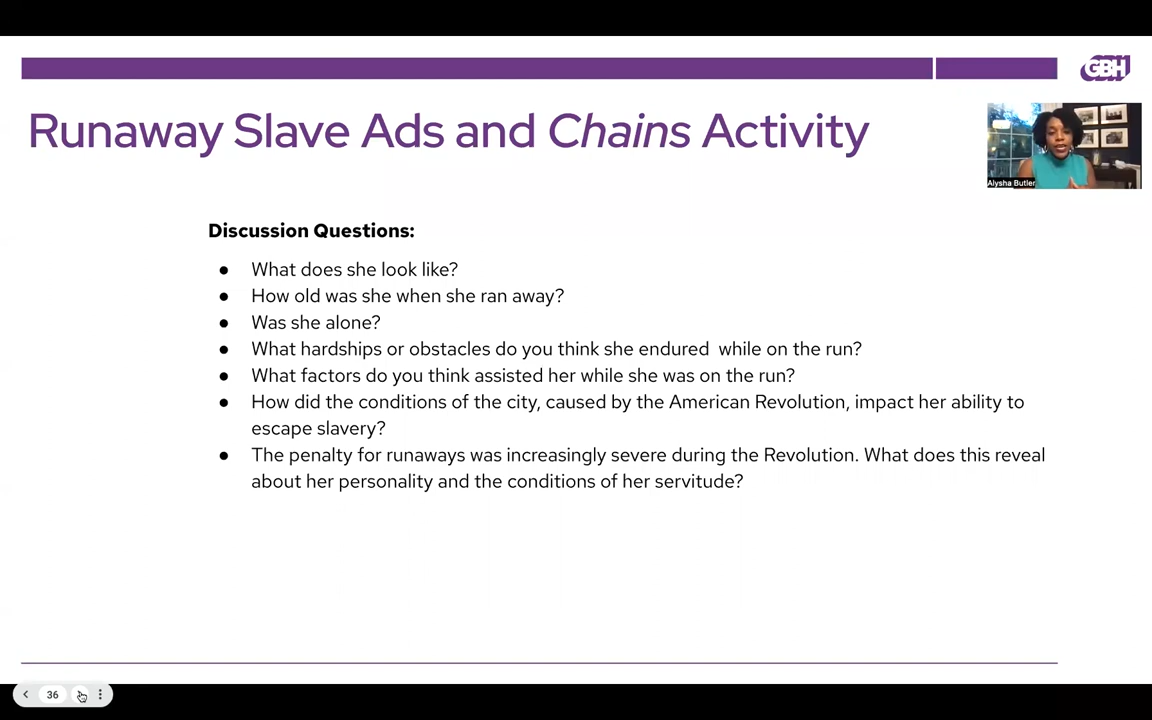 GBH
Runaway Slave Ads and Chains Activity
Alysha Butler
Discussion Questions:
● What does she look like?
● How old was she when she ran away?
● Was she alone?
● What hardships or obstacles do you think she endured  while on the run?
● What factors do you think assisted her while she was on the run?
● How did the conditions of the city, caused by the American Revolution, impact her ability to
escape slavery?
● The penalty for runaways was increasingly severe during the Revolution. What does this reveal
about her personality and the conditions of her servitude?
36